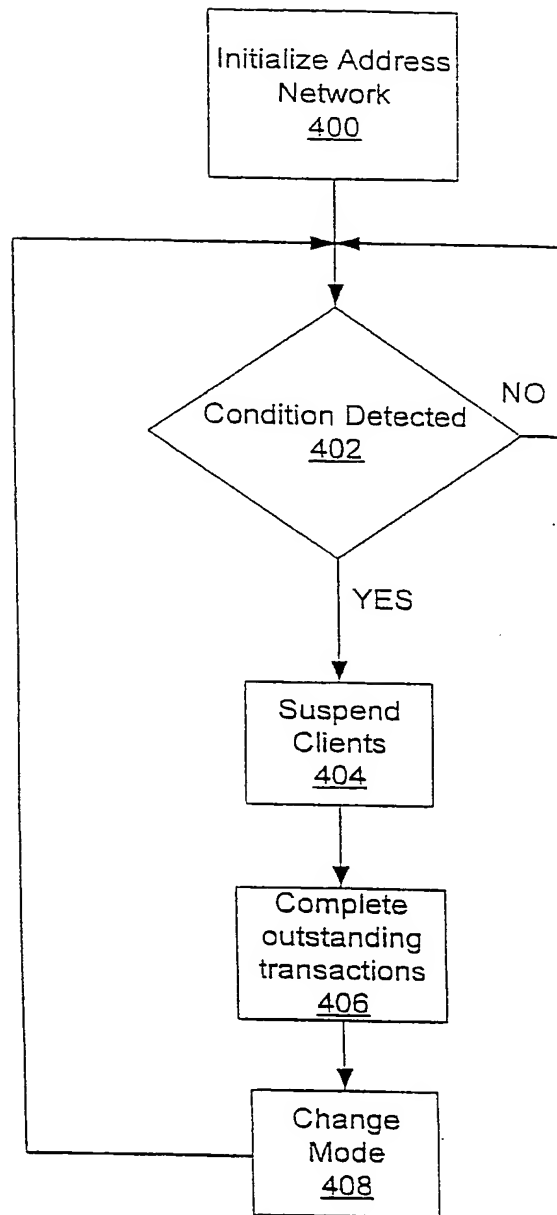 Initialize Address
Network
400
Condition Detected
402
NO
YES
Suspend
Clients
404
Complete
outstanding
transactions
406
Change
Mode
408